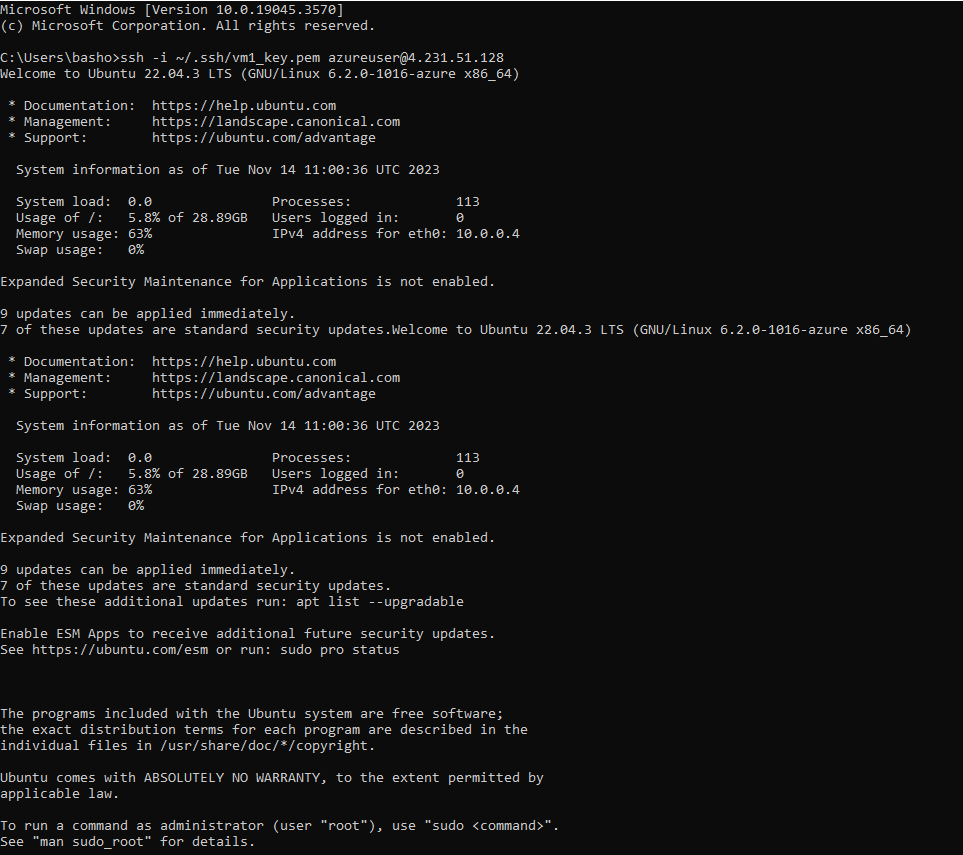 Microsoft Windows [Version 10.0.19045.3570]
(c) Microsoft Corporation. All rights reserved.
C:\Users\basho>ssh -i ~/.ssh/vm1_key.pem azureuser@4.231.51.128
Welcome to Ubuntu 22.04.3 LTS (GNU/Linux 6.2.0-1016-azure x86_64)
* Documentation:  https://help.ubuntu.com
* Management:     https://landscape.canonical.com
* Support:        https://ubuntu.com/advantage
System information as of Tue Nov 14 11:00:36 UTC 2023
System load:  0.0               Processes:             113
Usage of /:   5.8% of 28.89GB   Users logged in:       0
Memory usage: 63%               IPv4 address for eth0: 10.0.0.4
Swap usage:   0%
Expanded Security Maintenance for Applications is not enabled.
9 updates can be applied immediately.
7 of these updates are standard security updates.Welcome to Ubuntu 22.04.3 LTS (GNU/Linux 6.2.0-1016-azure x86_64)
* Documentation:  https://help.ubuntu.com
* Management:     https://landscape.canonical.com
* Support:        https://ubuntu.com/advantage
System information as of Tue Nov 14 11:00:36 UTC 2023
System load:  0.0               Processes:             113
Usage of /:   5.8% of 28.89GB   Users logged in:       0
Memory usage: 63%               IPv4 address for eth0: 10.0.0.4
Swap usage:   0%
Expanded Security Maintenance for Applications is not enabled.
9 updates can be applied immediately.
7 of these updates are standard security updates.
To see these additional updates run: apt list --upgradable
Enable ESM Apps to receive additional future security updates.
See https://ubuntu.com/esm or run: sudo pro status
The programs included with the Ubuntu system are free software;
the exact distribution terms for each program are described in the
individual files in /usr/share/doc/*/copyright.
Ubuntu comes with ABSOLUTELY NO WARRANTY, to the extent permitted by
applicable law.
To run a command as administrator (user "root"), use "sudo <command>".
See "man sudo_root" for details.